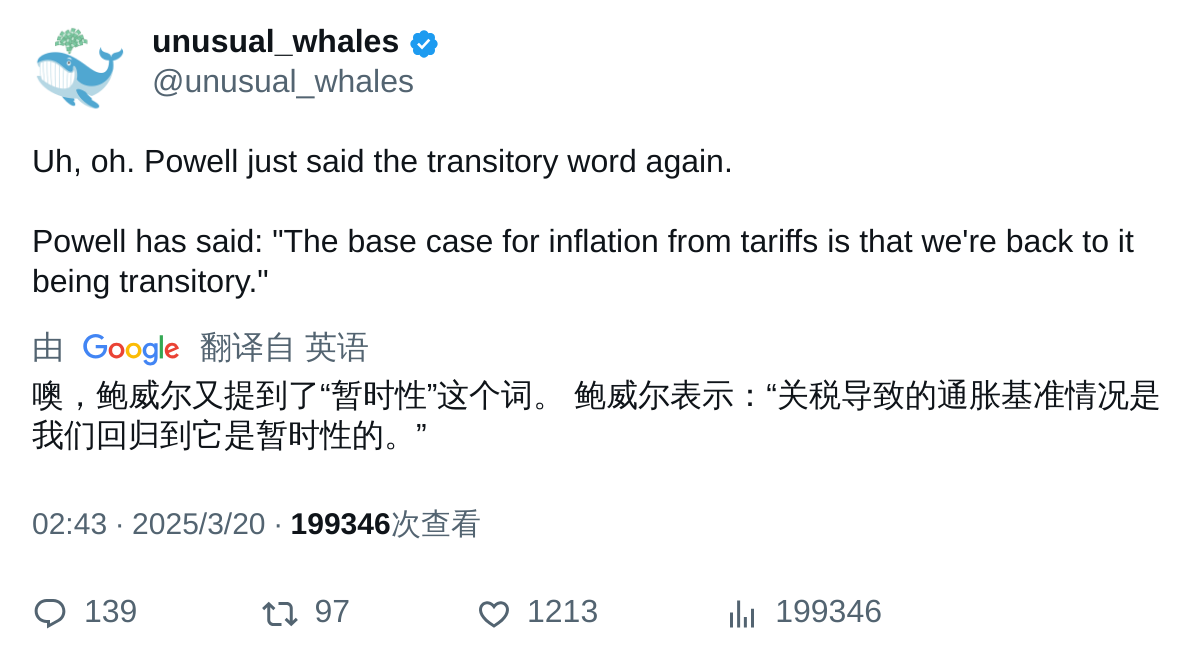 unusual_whales
@unusual_whales
Uh, oh. Powell just said the transitory word again.
Powell has said: "The base case for inflation from tariffs is that we're back to it
being transitory."
由 Google 翻译自 英语
噢，鲍威尔又提到了“暂时性”这个词。 鲍威尔表示：“关税导致的通胀基准情况是
我们回归到它是暂时性的。”
02:43 · 2025/3/20 · 199346次查看
139 97 1213 199346